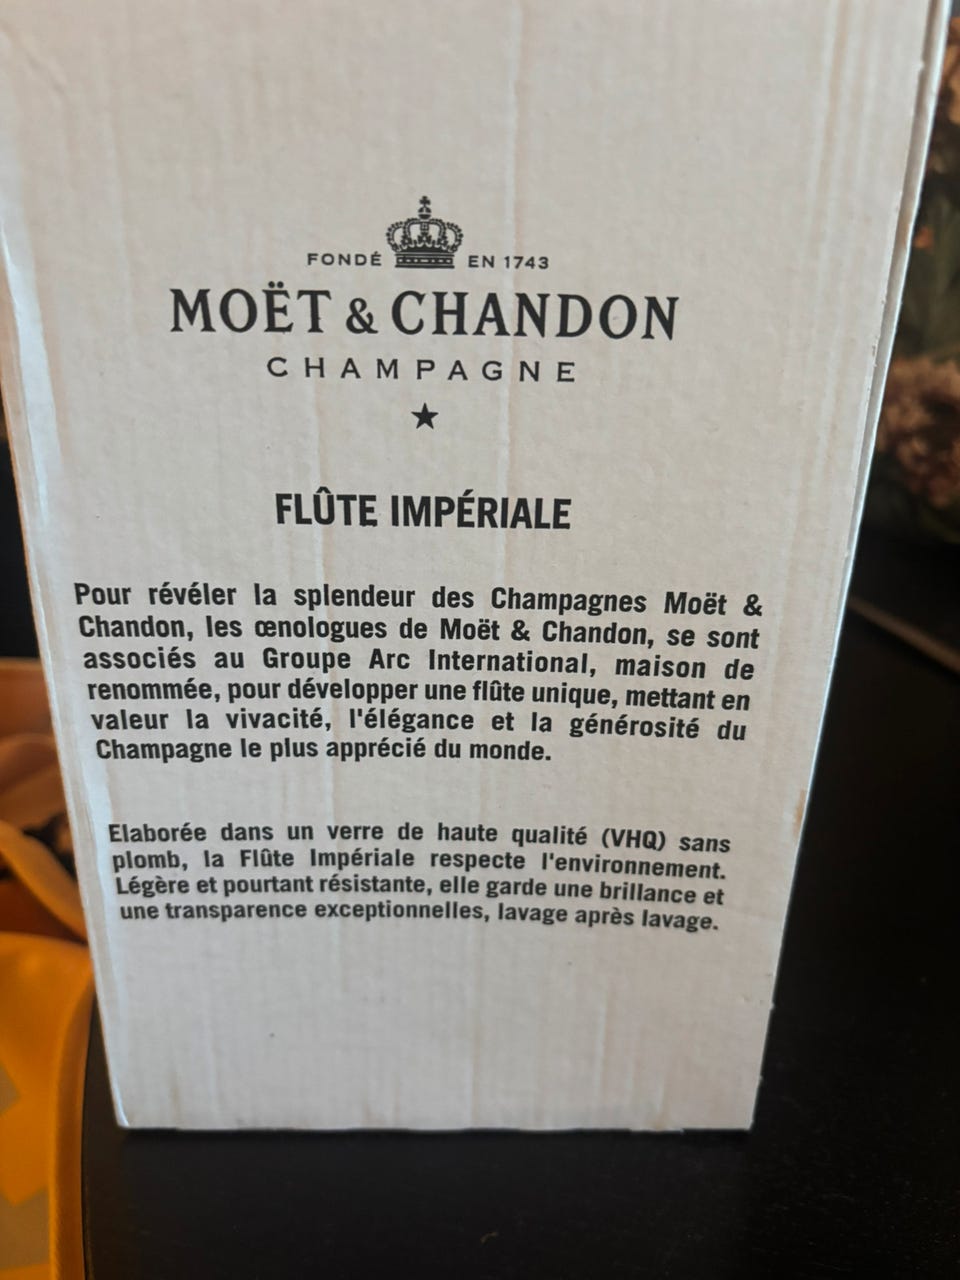 FONDÉ EN 1743
MOËT & CHANDON
CHAMPAGNE
FLÛTE IMPÉRIALE
Pour révéler la splendeur des Champagnes Moët &
Chandon, les œnologues de Moët & Chandon, se sont
associés au Groupe Arc International, maison de
renommée, pour développer une flûte unique, mettant en
valeur la vivacité, l'élégance et la générosité du
Champagne le plus apprécié du monde.
Elaborée dans un verre de haute qualité (VHQ) sans
plomb, la Flûte Impériale respecte l'environnement.
Légère et pourtant résistante, elle garde une brillance et
une transparence exceptionnelles, lavage après lavage.